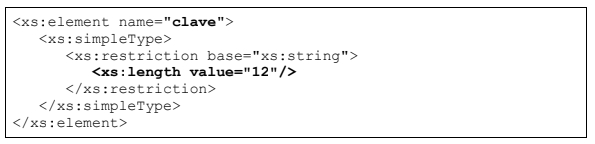 <xs:element name="clave">
   <xs:simpleType>
      <xs:restriction base="xs:string">
         <xs:length value="12"/>
      </xs:restriction>
   </xs:simpleType>
</xs:element>